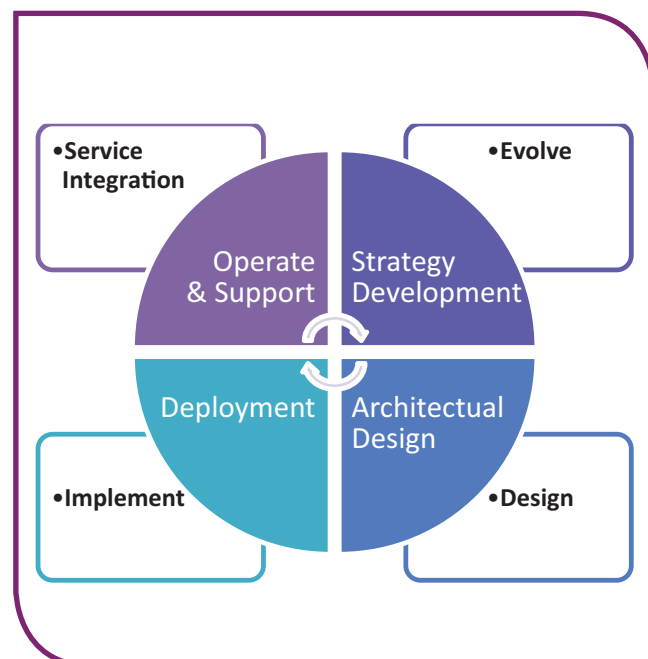 •Service
Integration
•Evolve
Operate
& Support
Strategy
Development
Deployment
Architectual
Design
•Implement
•Design